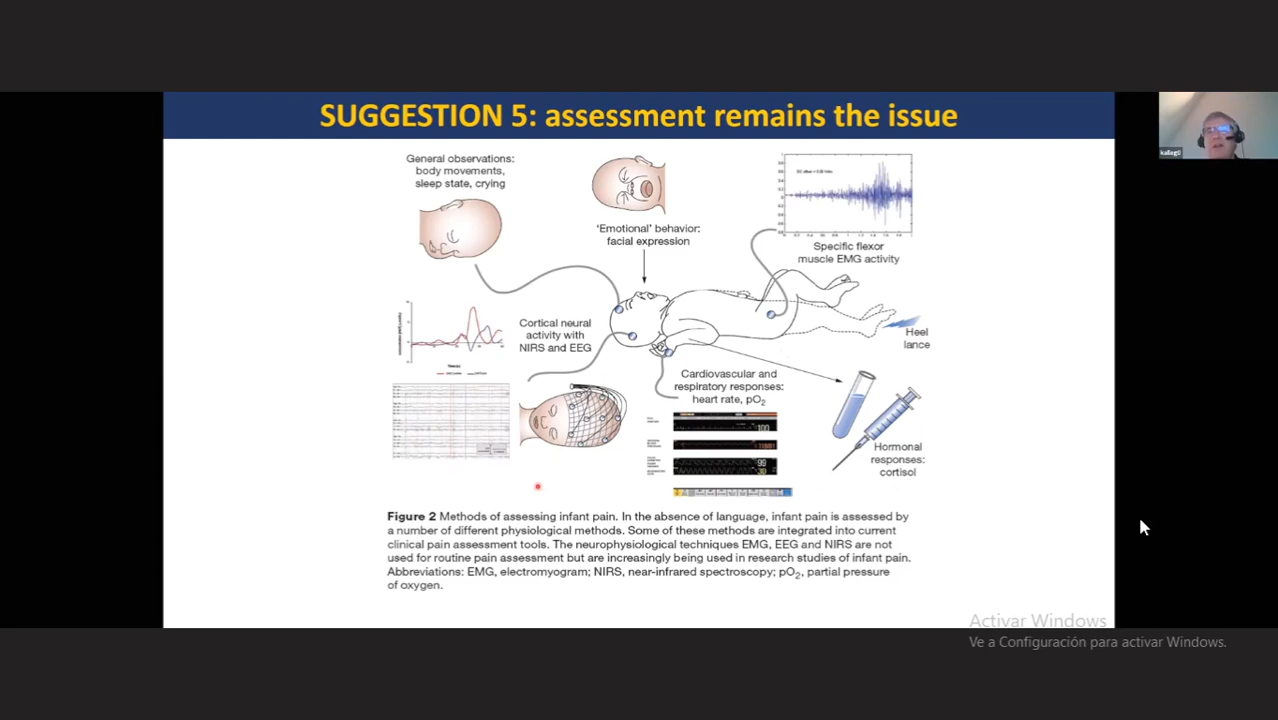 SUGGESTION 5: assessment remains the issue
General observations:
body movements,
sleep state, crying
'Emotional' behavior:
facial expression
Specific flexor
muscle EMG activity
Cortical neural
activity with
NIRS and EEG
Heel
lance
Cardiovascular and
respiratory responses:
heart rate, pO2
100
99
30
Hormonal
responses:
cortisol
Figure 2 Methods of assessing infant pain. In the absence of language, infant pain is assessed by
a number of different physiological methods. Some of these methods are integrated into current
clinical pain assessment tools. The neurophysiological techniques EMG, EEG and NIRS are not
used for routine pain assessment but are increasingly being used in research studies of infant pain.
Abbreviations: EMG, electromyogram; NIRS, near-infrared spectroscopy; pO2, partial pressure
of oxygen.
Activar Windows
Ve a Configuración para activar Windows.